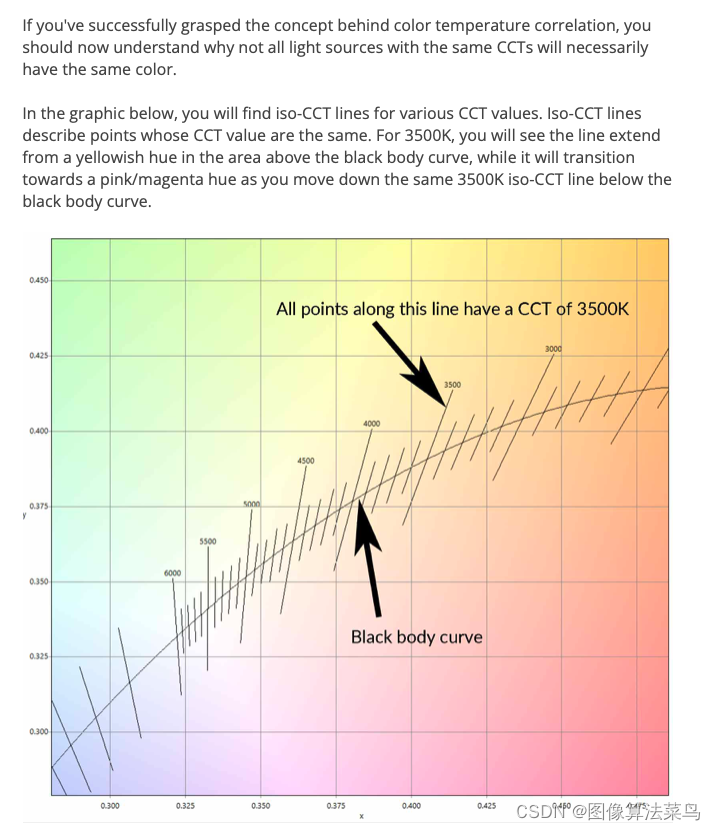 If you've successfully grasped the concept behind color temperature correlation, you
should now understand why not all light sources with the same CCTs will necessarily
have the same color.
In the graphic below, you will find iso-CCT lines for various CCT values. Iso-CCT lines
describe points whose CCT value are the same. For 3500K, you will see the line extend
from a yellowish hue in the area above the black body curve, while it will transition
towards a pink/magenta hue as you move down the same 3500K iso-CCT line below the
black body curve.
0.450
All points along this line have a CCT of 3500K
0.425
3000
3500
0.400
4000
4500
0.375
5000
y
5500
6000
0.350
Black body curve
0.325
0.300
0.300 0.325 0.350 0.375 0.400 0.425 0.450 0.475
x
CSDN @图像算法菜鸟